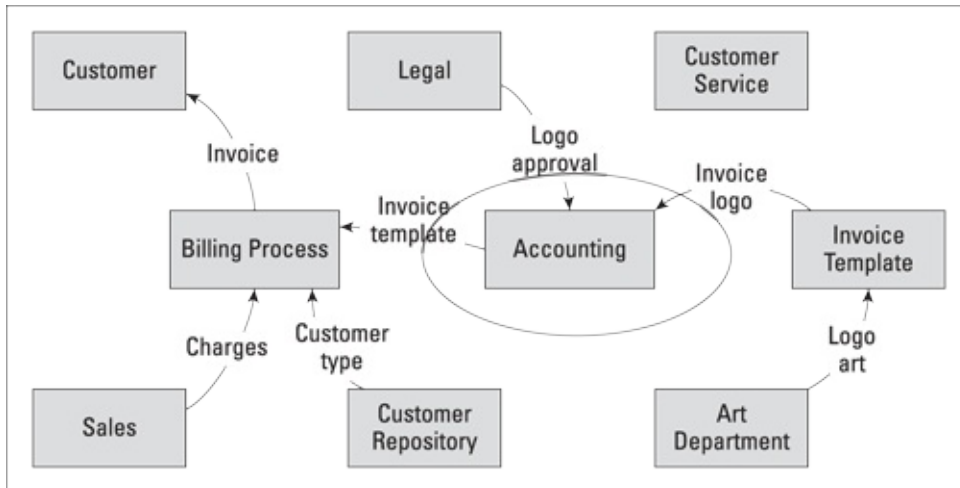 Customer
Legal
Customer
Service
Invoice
Logo
approval
Invoice
logo
Invoice
template
Billing Process
Accounting
Invoice
Template
Charges
Customer
type
Logo
art
Sales
Customer
Repository
Art
Department